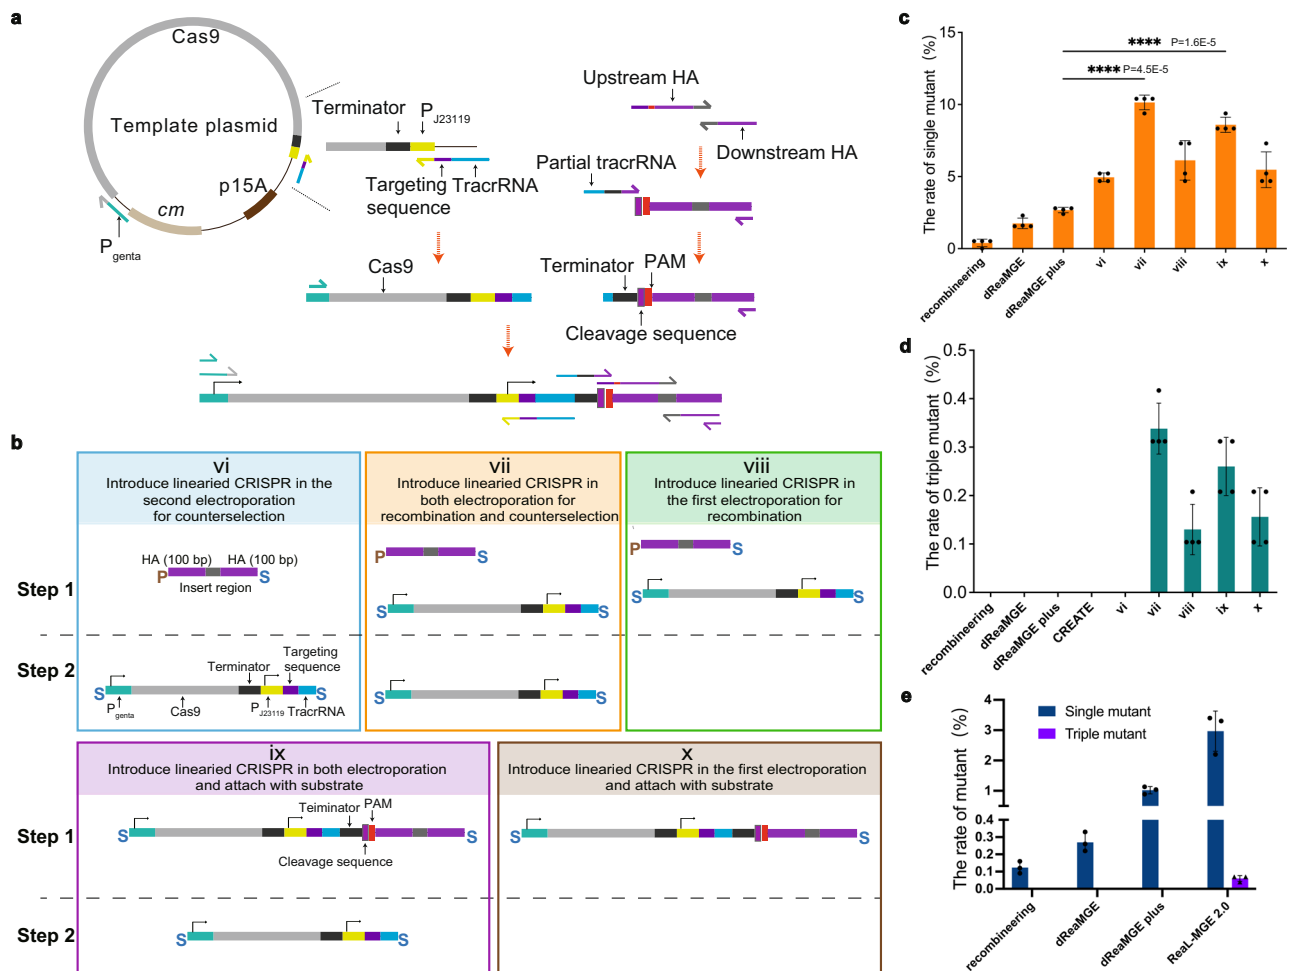 a
Cas9
Template plasmid
p15A
cm
P genta
Terminator
P J23119
Targeting sequence
TracrRNA
Upstream HA
Downstream HA
Partial tracrRNA
Cas9
Terminator
PAM
Cleavage sequence
b
Step 1
Step 2
vi
Introduce linearied CRISPR in the
second electroporation
for counterselection
HA (100 bp)
HA (100 bp)
P
S
Insert region
Terminator
Targeting
sequence
S
S
P genta
Cas9
P J23119
TracrRNA
vii
Introduce linearied CRISPR in
both electroporation for
recombination and counterselection
P
S
S
S
S
S
viii
Introduce linearied CRISPR in
the first electroporation for
recombination
P
S
S
S
Step 1
Step 2
ix
Introduce linearied CRISPR in both electroporation
and attach with substrate
Teiminator
PAM
S
S
Cleavage sequence
S
S
x
Introduce linearied CRISPR in the first electroporation
and attach with substrate
S
S
c
The rate of single mutant (%)
15
10
5
0
**** P=1.6E-5
**** P=4.5E-5
recombineering
dReaMGE
dReaMGE plus
vi
vii
viii
ix
x
d
The rate of triple mutant (%)
0.5
0.4
0.3
0.2
0.1
0.0
recombineering
dReaMGE
dReaMGE plus
CREATE
vi
vii
viii
ix
x
e
The rate of mutant (%)
4
3
2
1
0.4
0.3
0.2
0.1
0.0
Single mutant
Triple mutant
recombineering
dReaMGE
dReaMGE plus
ReaL-MGE 2.0